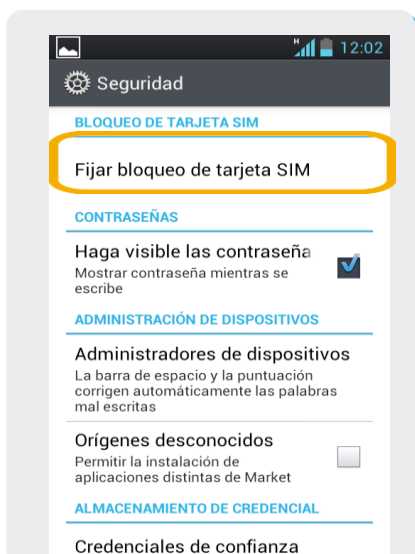 H 12:02
Seguridad
BLOQUEO DE TARJETA SIM
Fijar bloqueo de tarjeta SIM
CONTRASEÑAS
Haga visible las contraseña
Mostrar contraseña mientras se
escribe
ADMINISTRACIÓN DE DISPOSITIVOS
Administradores de dispositivos
La barra de espacio y la puntuación
corrigen automáticamente las palabras
mal escritas
Orígenes desconocidos
Permitir la instalación de
aplicaciones distintas de Market
ALMACENAMIENTO DE CREDENCIAL
Credenciales de confianza